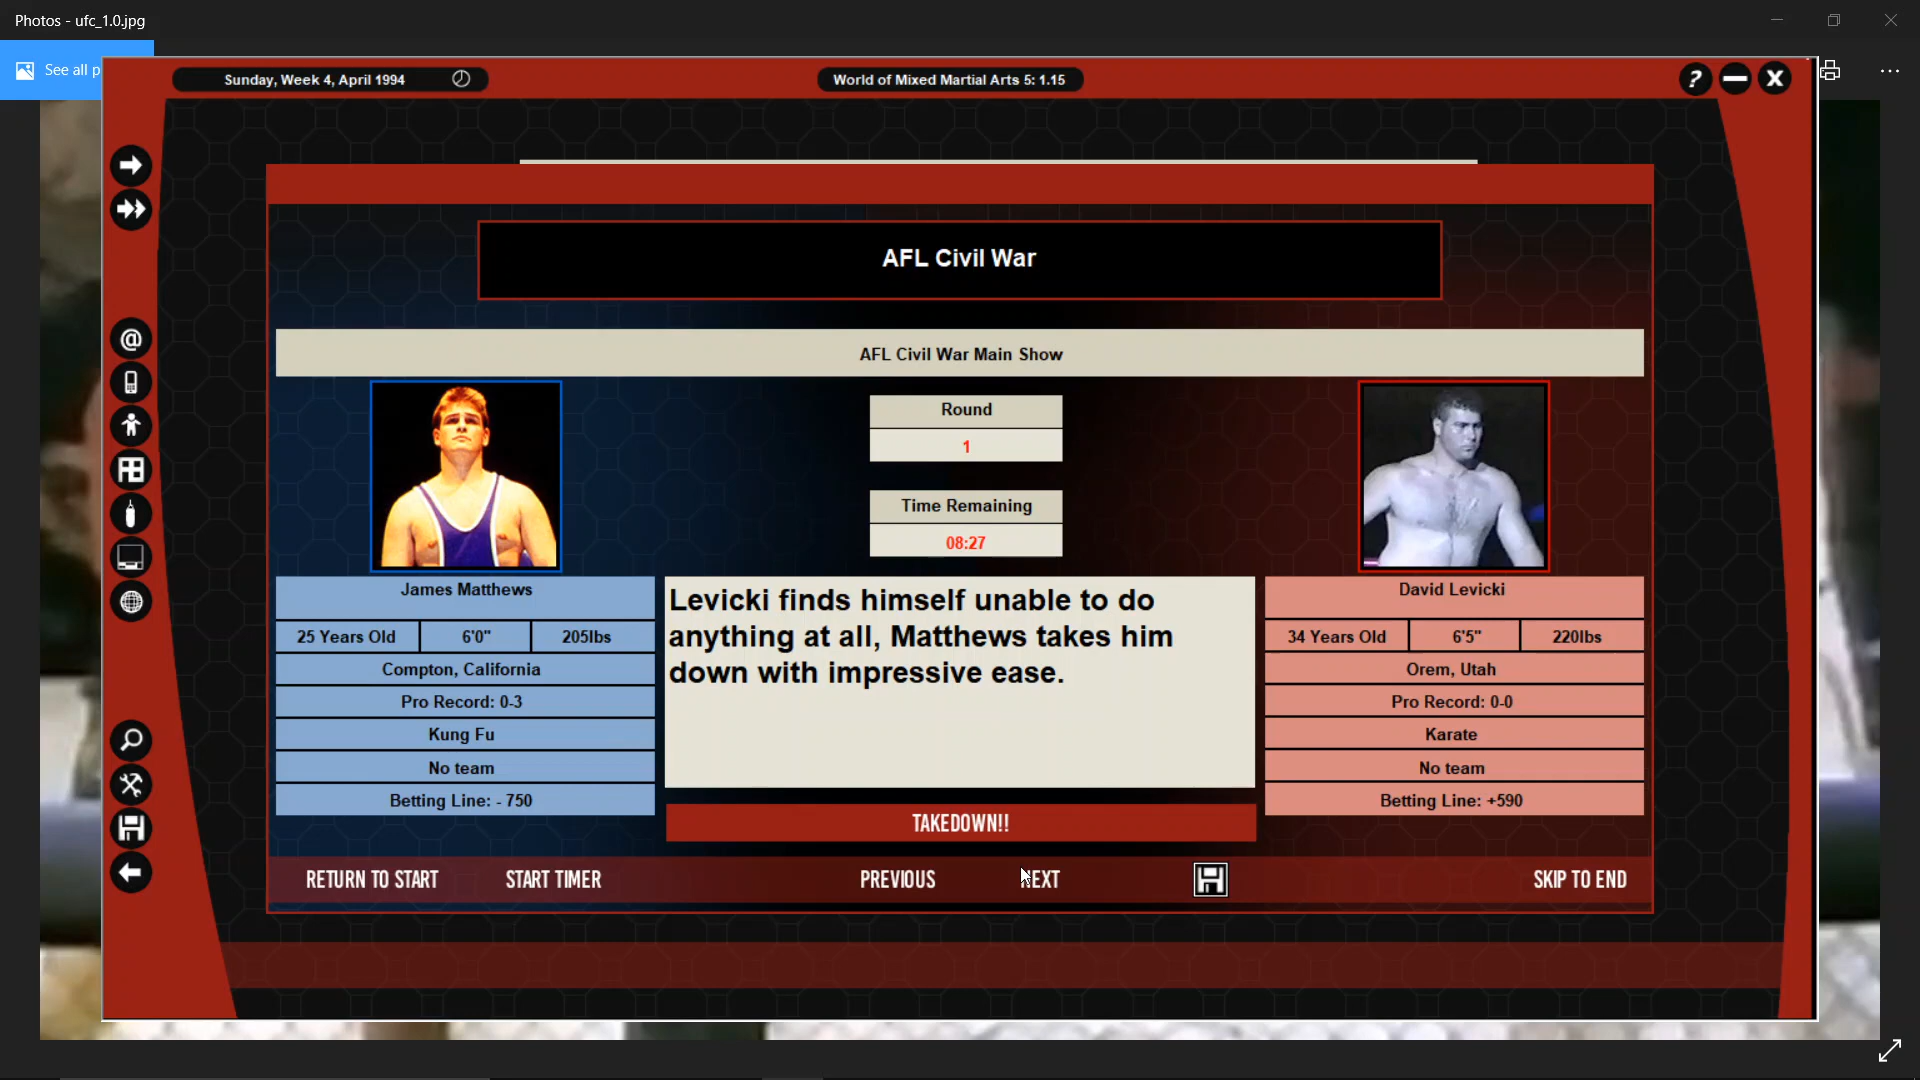 Photos - ufc_1.0.jpg
See all p
Sunday, Week 4, April 1994
World of Mixed Martial Arts 5: 1.15
?
X
AFL Civil War
AFL Civil War Main Show
Round
1
Time Remaining
08:27
James Matthews
25 Years Old
6'0"
205lbs
Compton, California
Pro Record: 0-3
Kung Fu
No team
Betting Line: - 750
Levicki finds himself unable to do
anything at all, Matthews takes him
down with impressive ease.
TAKEDOWN!!
David Levicki
34 Years Old
6'5"
220lbs
Orem, Utah
Pro Record: 0-0
Karate
No team
Betting Line: +590
RETURN TO START
START TIMER
PREVIOUS
NEXT
SKIP TO END